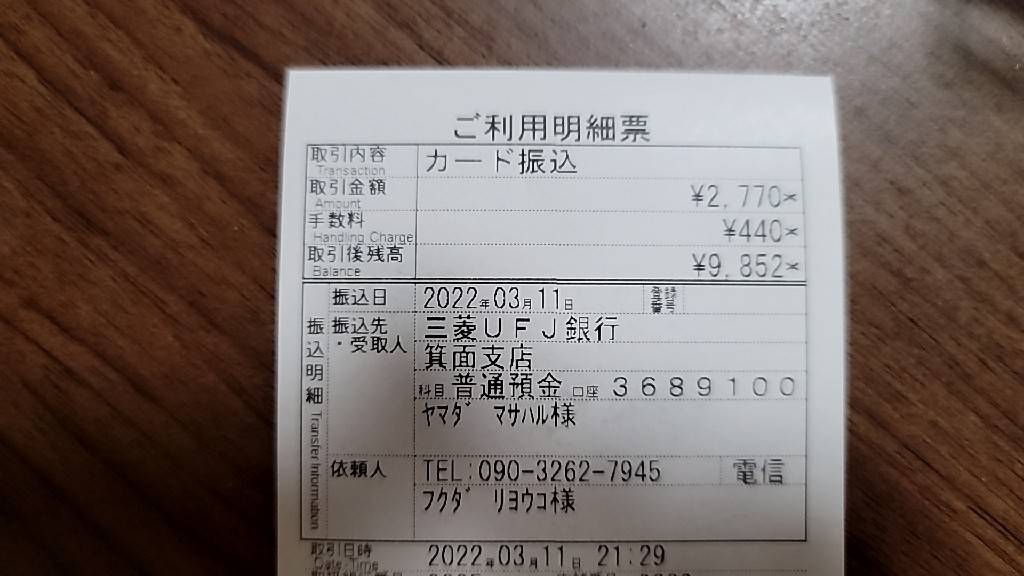 ご利用明細票
取引内容 カード振込
Transaction
取引金額 ¥2,770*
Amount
手数料 ¥440*
Handling Charge
取引後残高 ¥9,852*
Balance
振込明細 Transfer Information
振込日 2022年03月11日 登録番号
振込先・受取人 三菱UFJ銀行
箕面支店
科目 普通預金 口座 3689100
ヤマダ マサハル様
依頼人 TEL:090-3262-7945 電信
フクダ リヨウコ様
取引日時 2022年03月11日 21:29
Date,Time